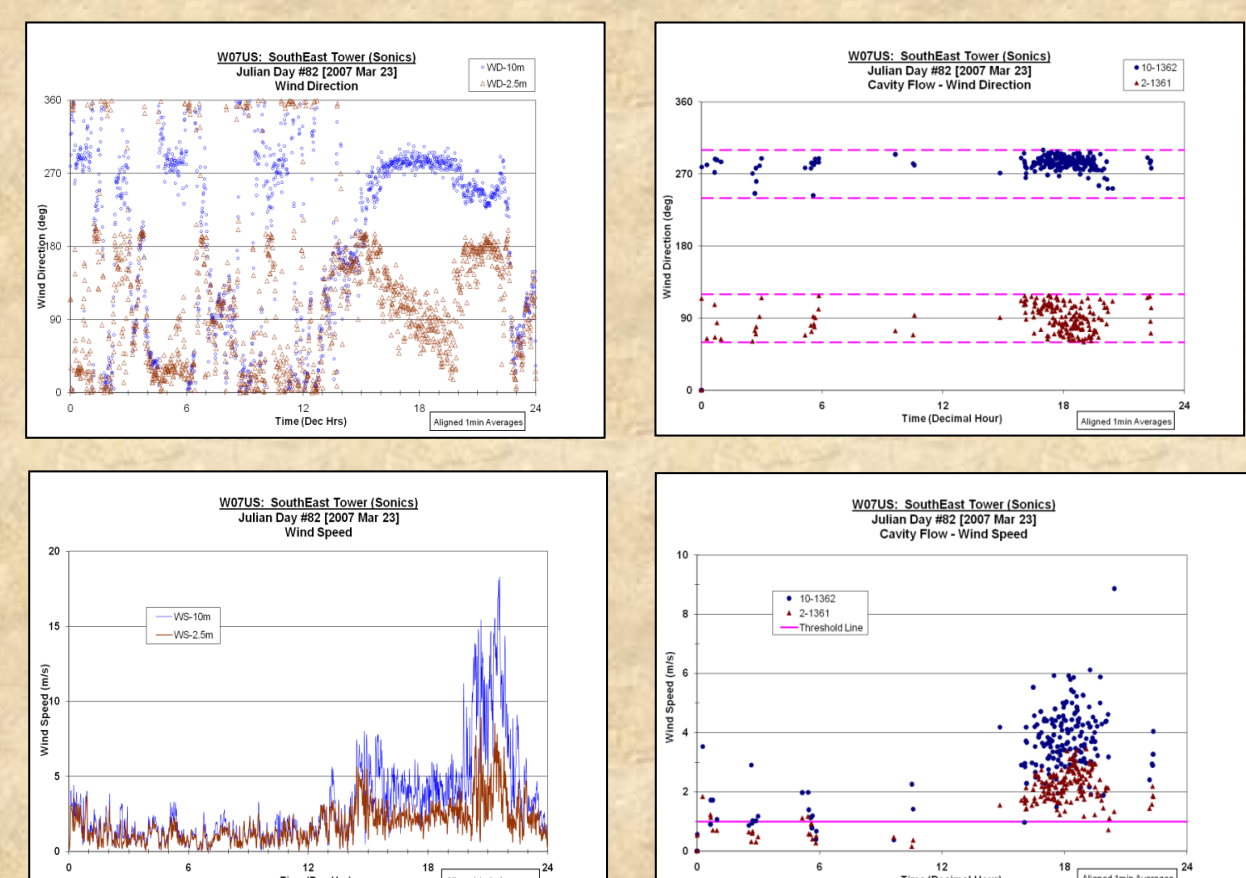 W07US: SouthEast Tower (Sonics)
Julian Day #82 [2007 Mar 23]
Wind Direction
WD-10m
WD-2.5m
360
270
180
90
0
Wind Direction (deg)
0 6 12 18 24
Time (Dec Hrs)
Aligned 1min Averages
W07US: SouthEast Tower (Sonics)
Julian Day #82 [2007 Mar 23]
Cavity Flow - Wind Direction
10-1362
2-1361
360
270
180
90
0
Wind Direction (deg)
0 6 12 18 24
Time (Decimal Hour)
Aligned 1min Averages
W07US: SouthEast Tower (Sonics)
Julian Day #82 [2007 Mar 23]
Wind Speed
WS-10m
WS-2.5m
20
15
10
5
0
Wind Speed (m/s)
0 6 12 18 24
W07US: SouthEast Tower (Sonics)
Julian Day #82 [2007 Mar 23]
Cavity Flow - Wind Speed
10-1362
2-1361
Threshold Line
10
8
6
4
2
0
Wind Speed (m/s)
0 6 12 18 24
Time (Decimal Hour)
Aligned 1min Averages